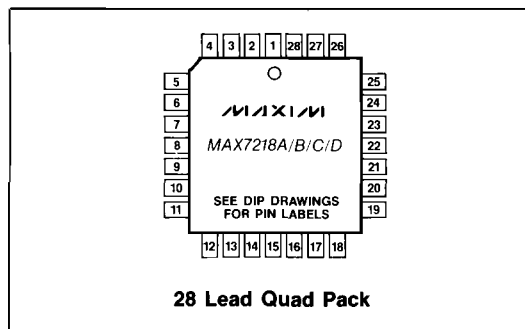 4 3 2 1 28 27 26
5 25
6 24
MAXIM
7 23
8 MAX7218A/B/C/D 22
9 21
10 20
SEE DIP DRAWINGS
11 FOR PIN LABELS 19
12 13 14 15 16 17 18
28 Lead Quad Pack